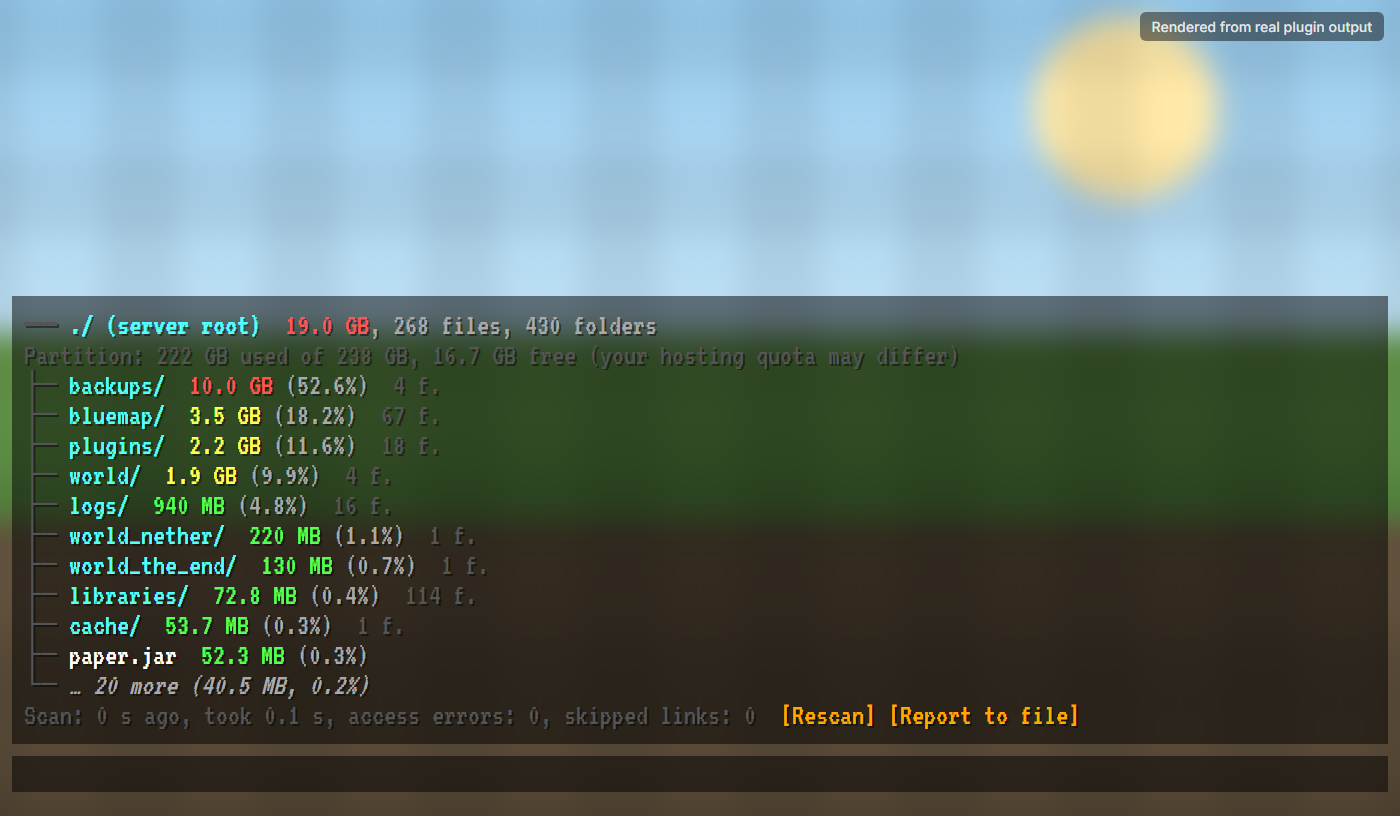 Rendered from real plugin output
./ (server root) 19.0 GB, 268 files, 430 folders
Partition: 222 GB used of 238 GB, 16.7 GB free (your hosting quota may differ)
backups/ 10.0 GB (52.6%) 4 f.
bluemap/ 3.5 GB (18.2%) 67 f.
plugins/ 2.2 GB (11.6%) 18 f.
world/ 1.9 GB (9.9%) 4 f.
logs/ 940 MB (4.8%) 16 f.
world_nether/ 220 MB (1.1%) 1 f.
world_the_end/ 130 MB (0.7%) 1 f.
libraries/ 72.8 MB (0.4%) 114 f.
cache/ 53.7 MB (0.3%) 1 f.
paper.jar 52.3 MB (0.3%)
… 20 more (40.5 MB, 0.2%)
Scan: 0 s ago, took 0.1 s, access errors: 0, skipped links: 0 [Rescan] [Report to file]